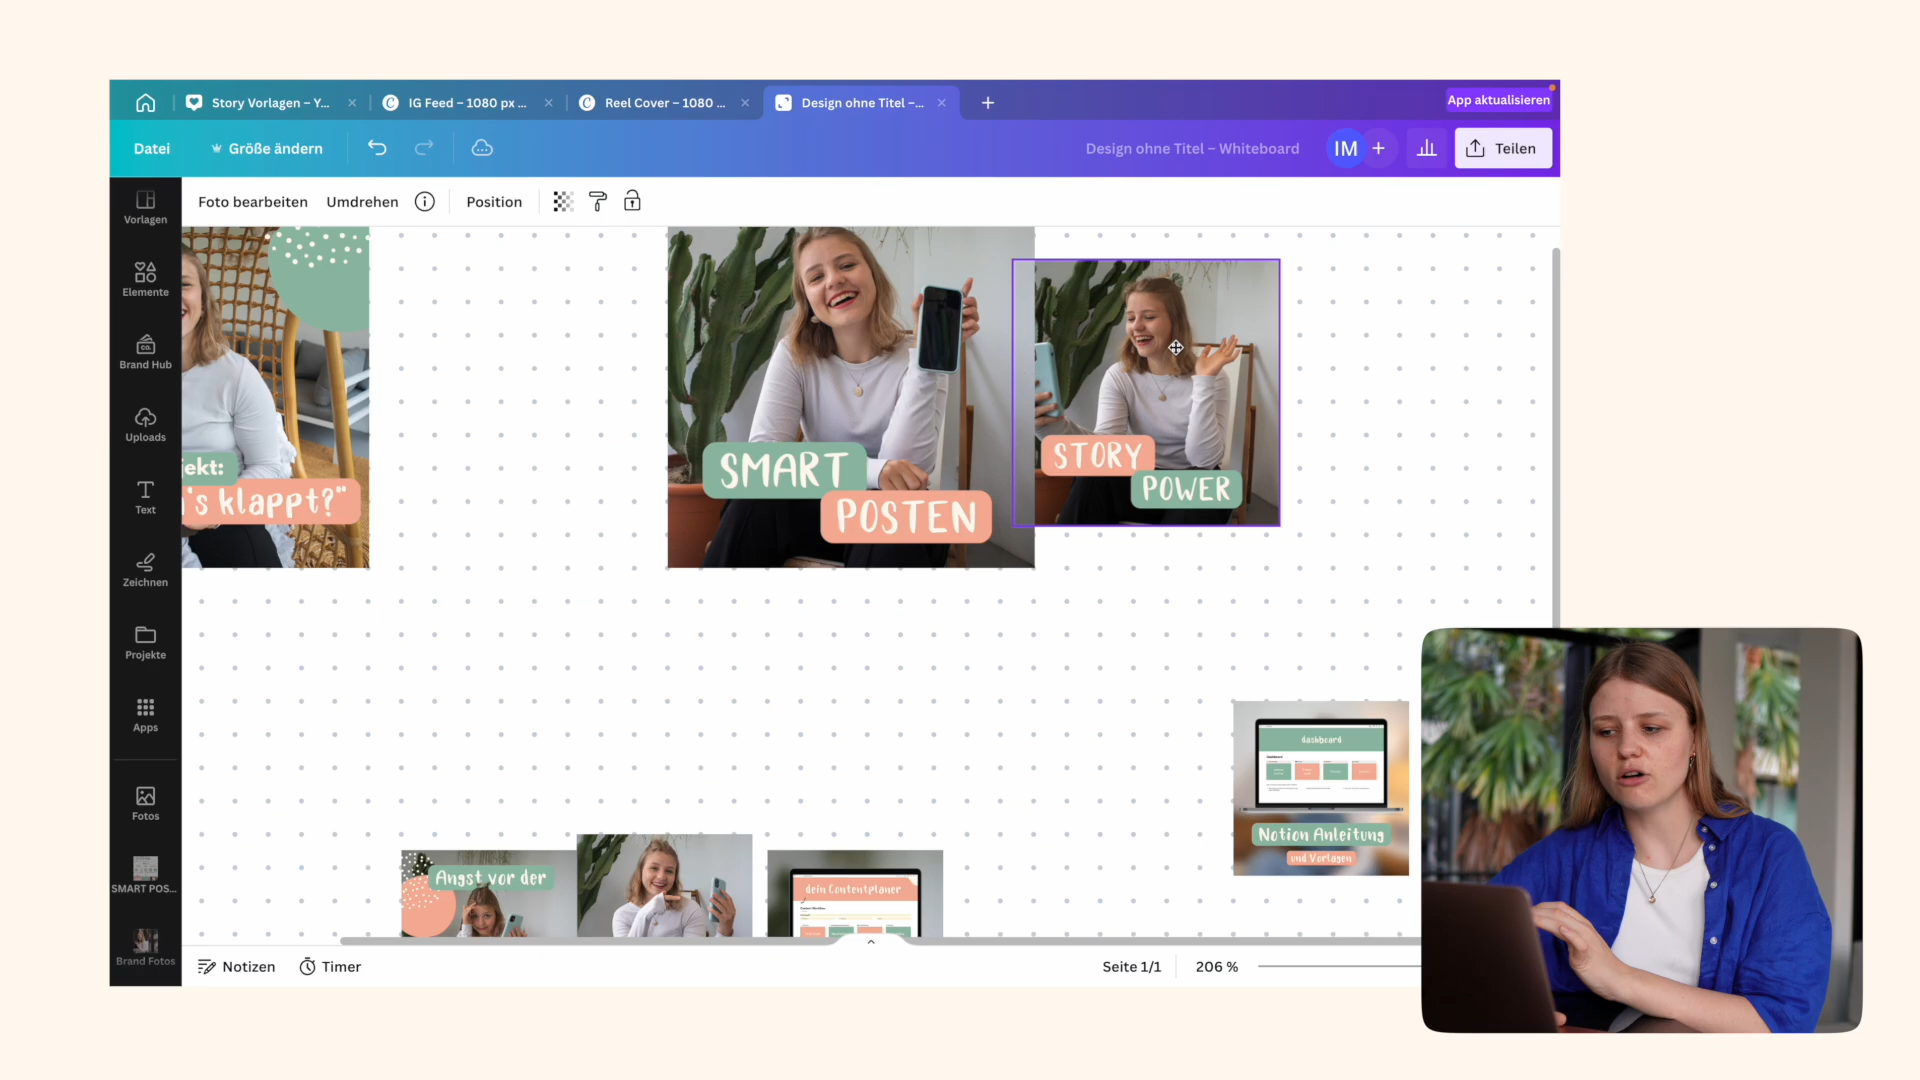 Story Vorlagen – Y...
IG Feed – 1080 px ...
Reel Cover – 1080 ...
Design ohne Titel –...
App aktualisieren
Datei
Größe ändern
Design ohne Titel – Whiteboard
IM
Teilen
Foto bearbeiten
Umdrehen
Position
Vorlagen
Elemente
CO.
Brand Hub
Uploads
Text
Zeichnen
Projekte
Apps
Fotos
SMART POS...
Brand Fotos
ekt:
's klappt?"
SMART
POSTEN
STORY
POWER
dashboard
Dashboard
Notion Anleitung
und Vorlagen
Angst vor der
dein Contentplaner
Notizen
Timer
Seite 1/1
206 %